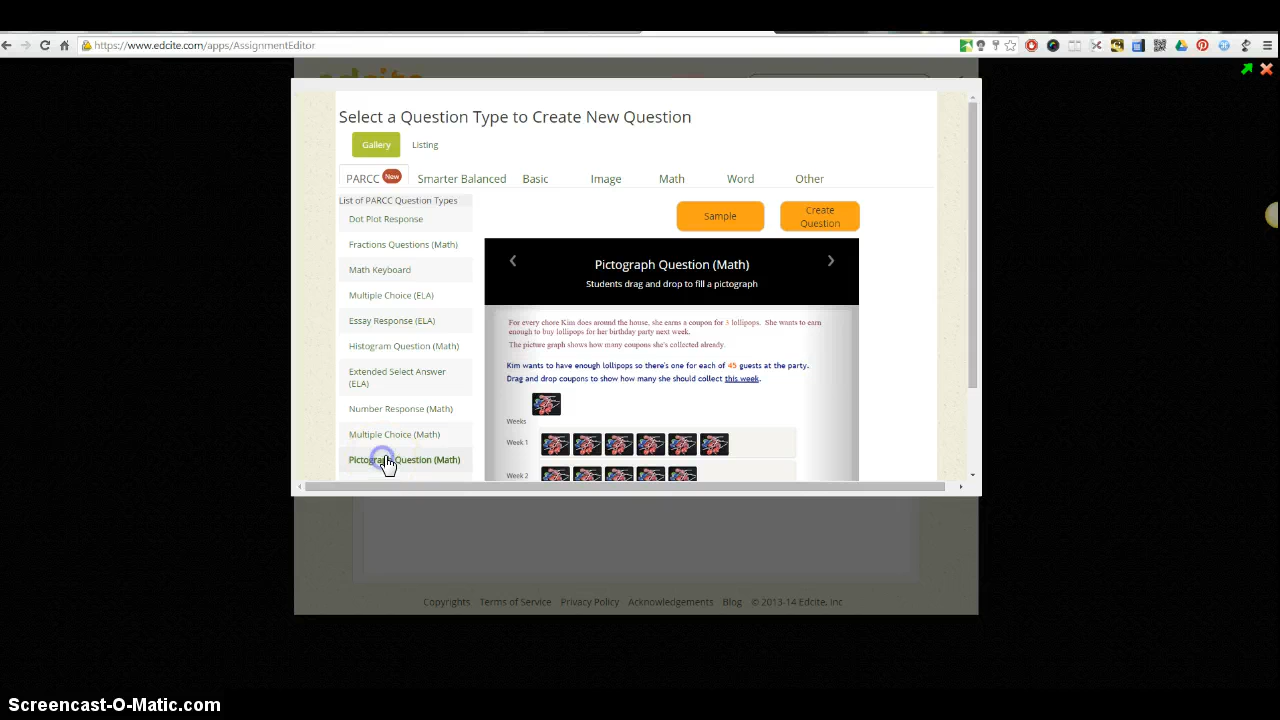 https://www.edcite.com/apps/AssignmentEditor
edcite
Select a Question Type to Create New Question
Gallery
Listing
PARCC New
Smarter Balanced
Basic
Image
Math
Word
Other
List of PARCC Question Types
Dot Plot Response
Fractions Questions (Math)
Math Keyboard
Multiple Choice (ELA)
Essay Response (ELA)
Histogram Question (Math)
Extended Select Answer
(ELA)
Number Response (Math)
Multiple Choice (Math)
Pictograph Question (Math)
Sample
Create
Question
Pictograph Question (Math)
Students drag and drop to fill a pictograph
For every chore Kim does around the house, she earns a coupon for 3 lollipops. She wants to earn
enough to buy lollipops for her birthday party next week.
The picture graph shows how many coupons she's collected already.
Kim wants to have enough lollipops so there's one for each of 45 guests at the party.
Drag and drop coupons to show how many she should collect this week.
Weeks
Week 1
Week 2
Copyrights Terms of Service Privacy Policy Acknowledgements Blog © 2013-14 Edcite, Inc
Screencast-O-Matic.com